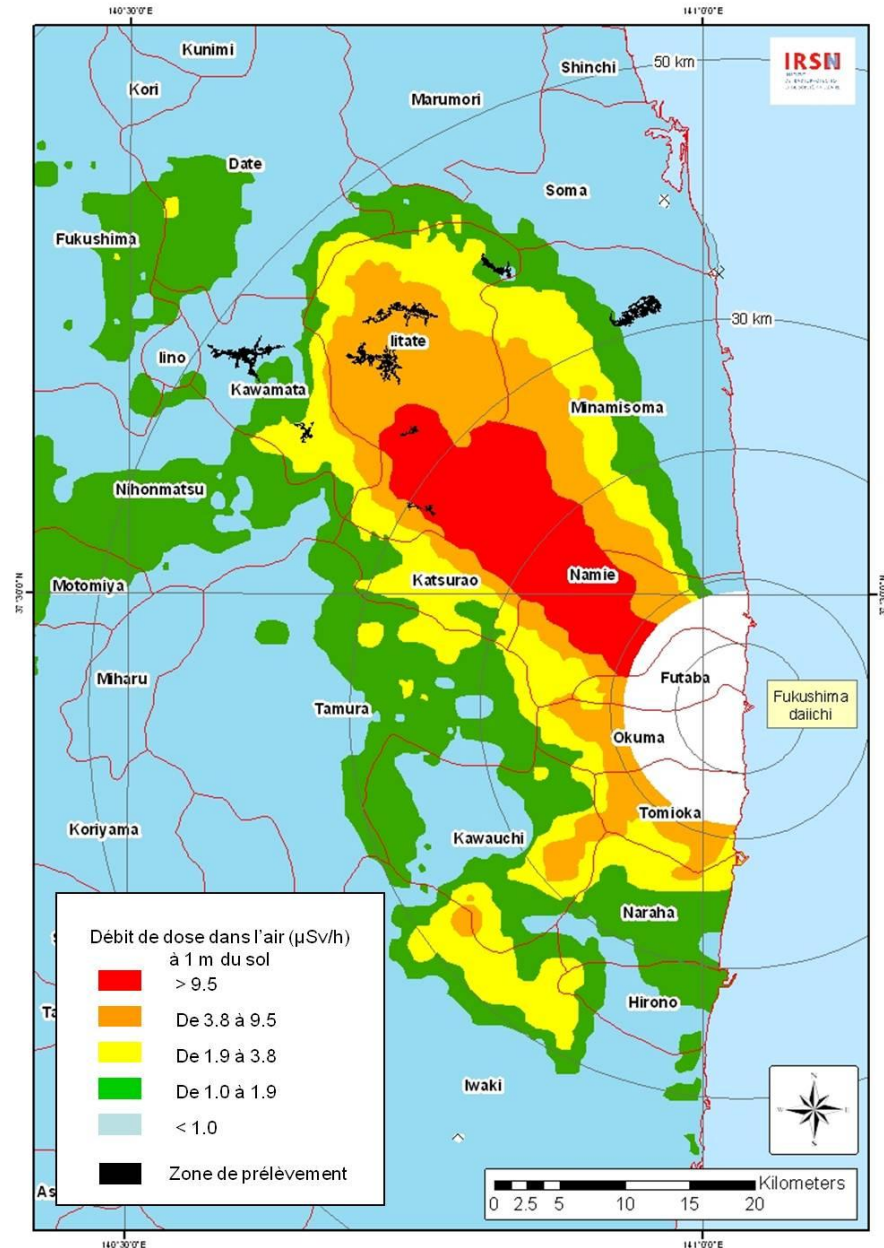 140°30'0"E
141°0'0"E
IRSN
Kunimi
Kori
Shinchi
50 km
Marumori
Date
Soma
Fukushima
30 km
Iitate
Iino
Kawamata
Minamisoma
Nihonmatsu
Motomiya
Katsurao
Namie
37°30'0"N
Miharu
Futaba
Tamura
Okuma
Fukushima
daiichi
Tomioka
Koriyama
Kawauchi
Naraha
Hirono
Iwaki
Débit de dose dans l'air (µSv/h)
à 1 m du sol
> 9.5
De 3.8 à 9.5
De 1.9 à 3.8
De 1.0 à 1.9
< 1.0
Zone de prélèvement
N
W
E
S
Kilometers
0 2.5 5 10 15 20
140°30'0"E
141°0'0"E